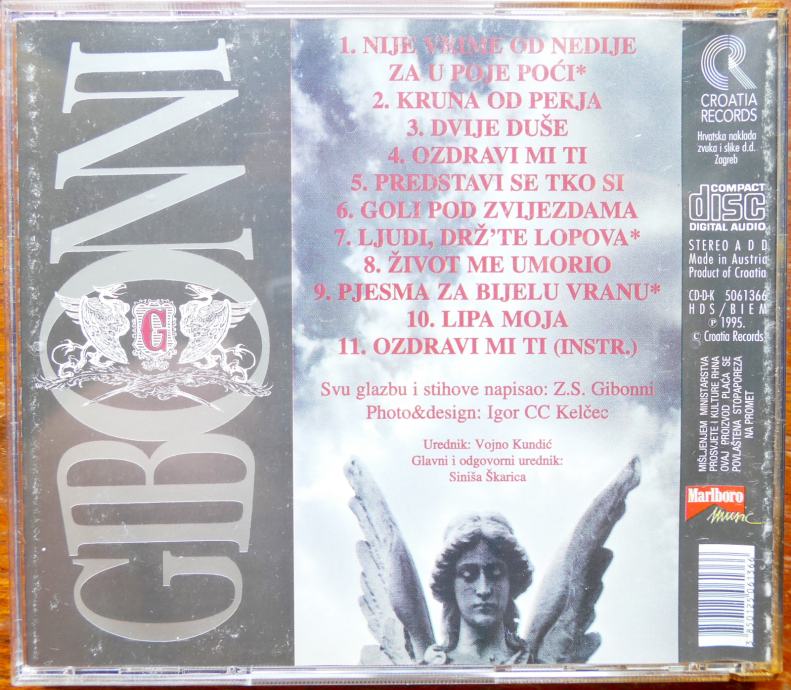 GIBONNI
G
1. NIJE VRIME OD NEDIJE
ZA U POJE POĆI*
2. KRUNA OD PERJA
3. DVIJE DUŠE
4. OZDRAVI MI TI
5. PREDSTAVI SE TKO SI
6. GOLI POD ZVIJEZDAMA
7. LJUDI, DRŽ'TE LOPOVA*
8. ŽIVOT ME UMORIO
9. PJESMA ZA BIJELU VRANU*
10. LIPA MOJA
11. OZDRAVI MI TI (INSTR.)
Svu glazbu i stihove napisao: Z.S. Gibonni
Photo&design: Igor CC Kelčec
Urednik: Vojno Kundić
Glavni i odgovorni urednik:
Siniša Škarica
CROATIA
RECORDS
Hrvatska naklada
zvuka i slike d.d.
Zagreb
COMPACT
disc
DIGITAL AUDIO
STEREO A D D
Made in Austria
Product of Croatia
CD-D-K 5061366
HDS/BIEM
℗ 1995.
© Croatia Records
MIŠLJENJEM MINISTARSTVA
PROSVJETE I KULTURE RHNA
OVAJ PROIZVOD PLAĆA SE
POVLAŠTENA STOPAPOREZA
NA PROMET
Marlboro
Music
3 850125 061366